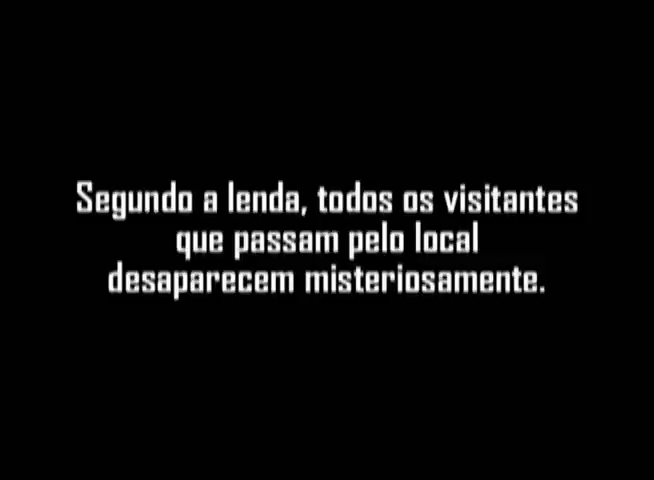 Segundo a lenda, todos os visitantes
que passam pelo local
desaparecem misteriosamente.